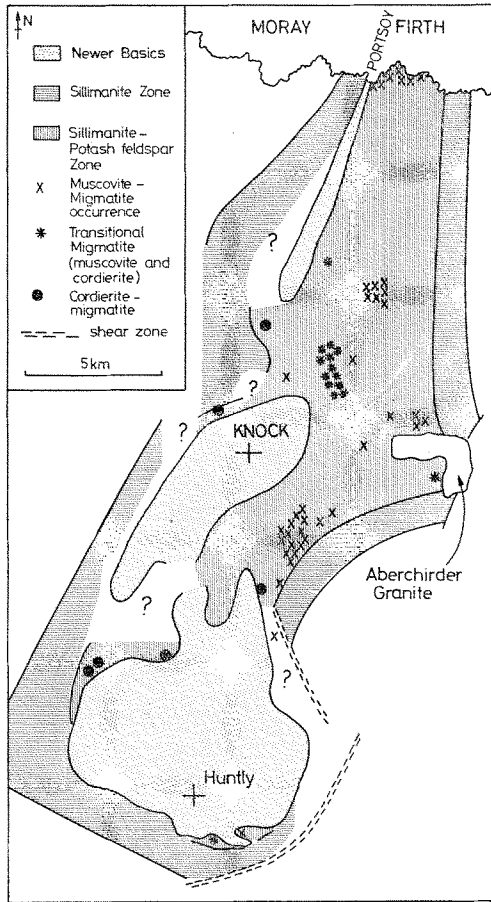 N
MORAY FIRTH
PORTSOY
Newer Basics
Sillimanite Zone
Sillimanite –
Potash feldspar
Zone
x Muscovite –
Migmatite
occurrence
* Transitional
Migmatite
(muscovite and
cordierite)
Cordierite –
migmatite
shear zone
5km
?
?
?
KNOCK
Aberchirder
Granite
?
?
Huntly